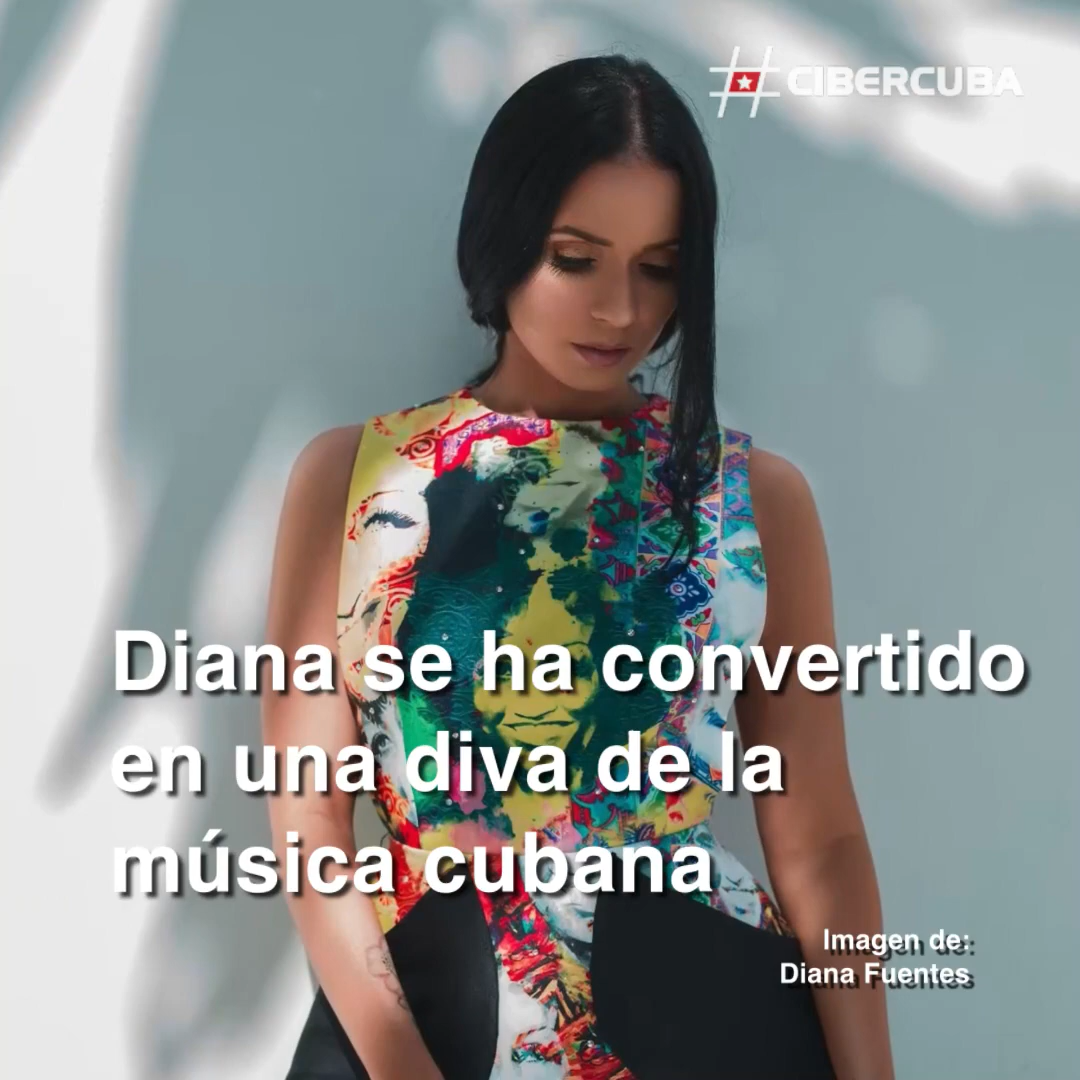 #CIBERCUBA
Diana se ha convertido
en una diva de la
música cubana
Imagen de:
Diana Fuentes